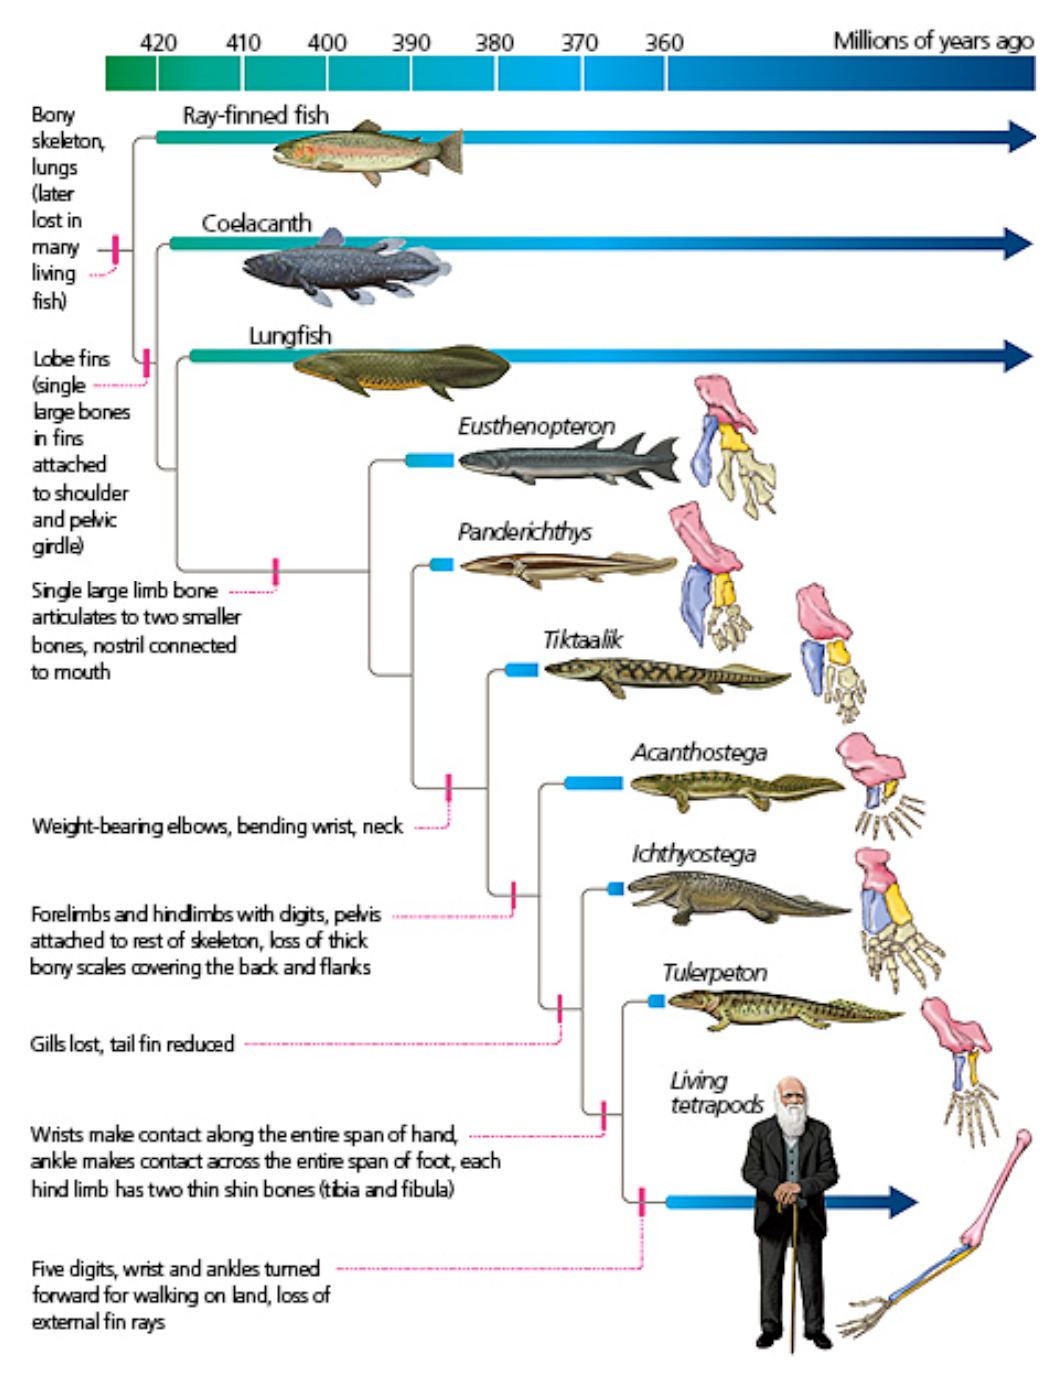 420 410 400 390 380 370 360 Millions of years ago
Bony
skeleton,
lungs
(later
lost in
many
living
fish)
Ray-finned fish
Coelacanth
Lungfish
Lobe fins
(single
large bones
in fins
attached
to shoulder
and pelvic
girdle)
Eusthenopteron
Panderichthys
Single large limb bone
articulates to two smaller
bones, nostril connected
to mouth
Tiktaalik
Acanthostega
Weight-bearing elbows, bending wrist, neck
Ichthyostega
Forelimbs and hindlimbs with digits, pelvis
attached to rest of skeleton, loss of thick
bony scales covering the back and flanks
Tulerpeton
Gills lost, tail fin reduced
Living
tetrapods
Wrists make contact along the entire span of hand,
ankle makes contact across the entire span of foot, each
hind limb has two thin shin bones (tibia and fibula)
Five digits, wrist and ankles turned
forward for walking on land, loss of
external fin rays